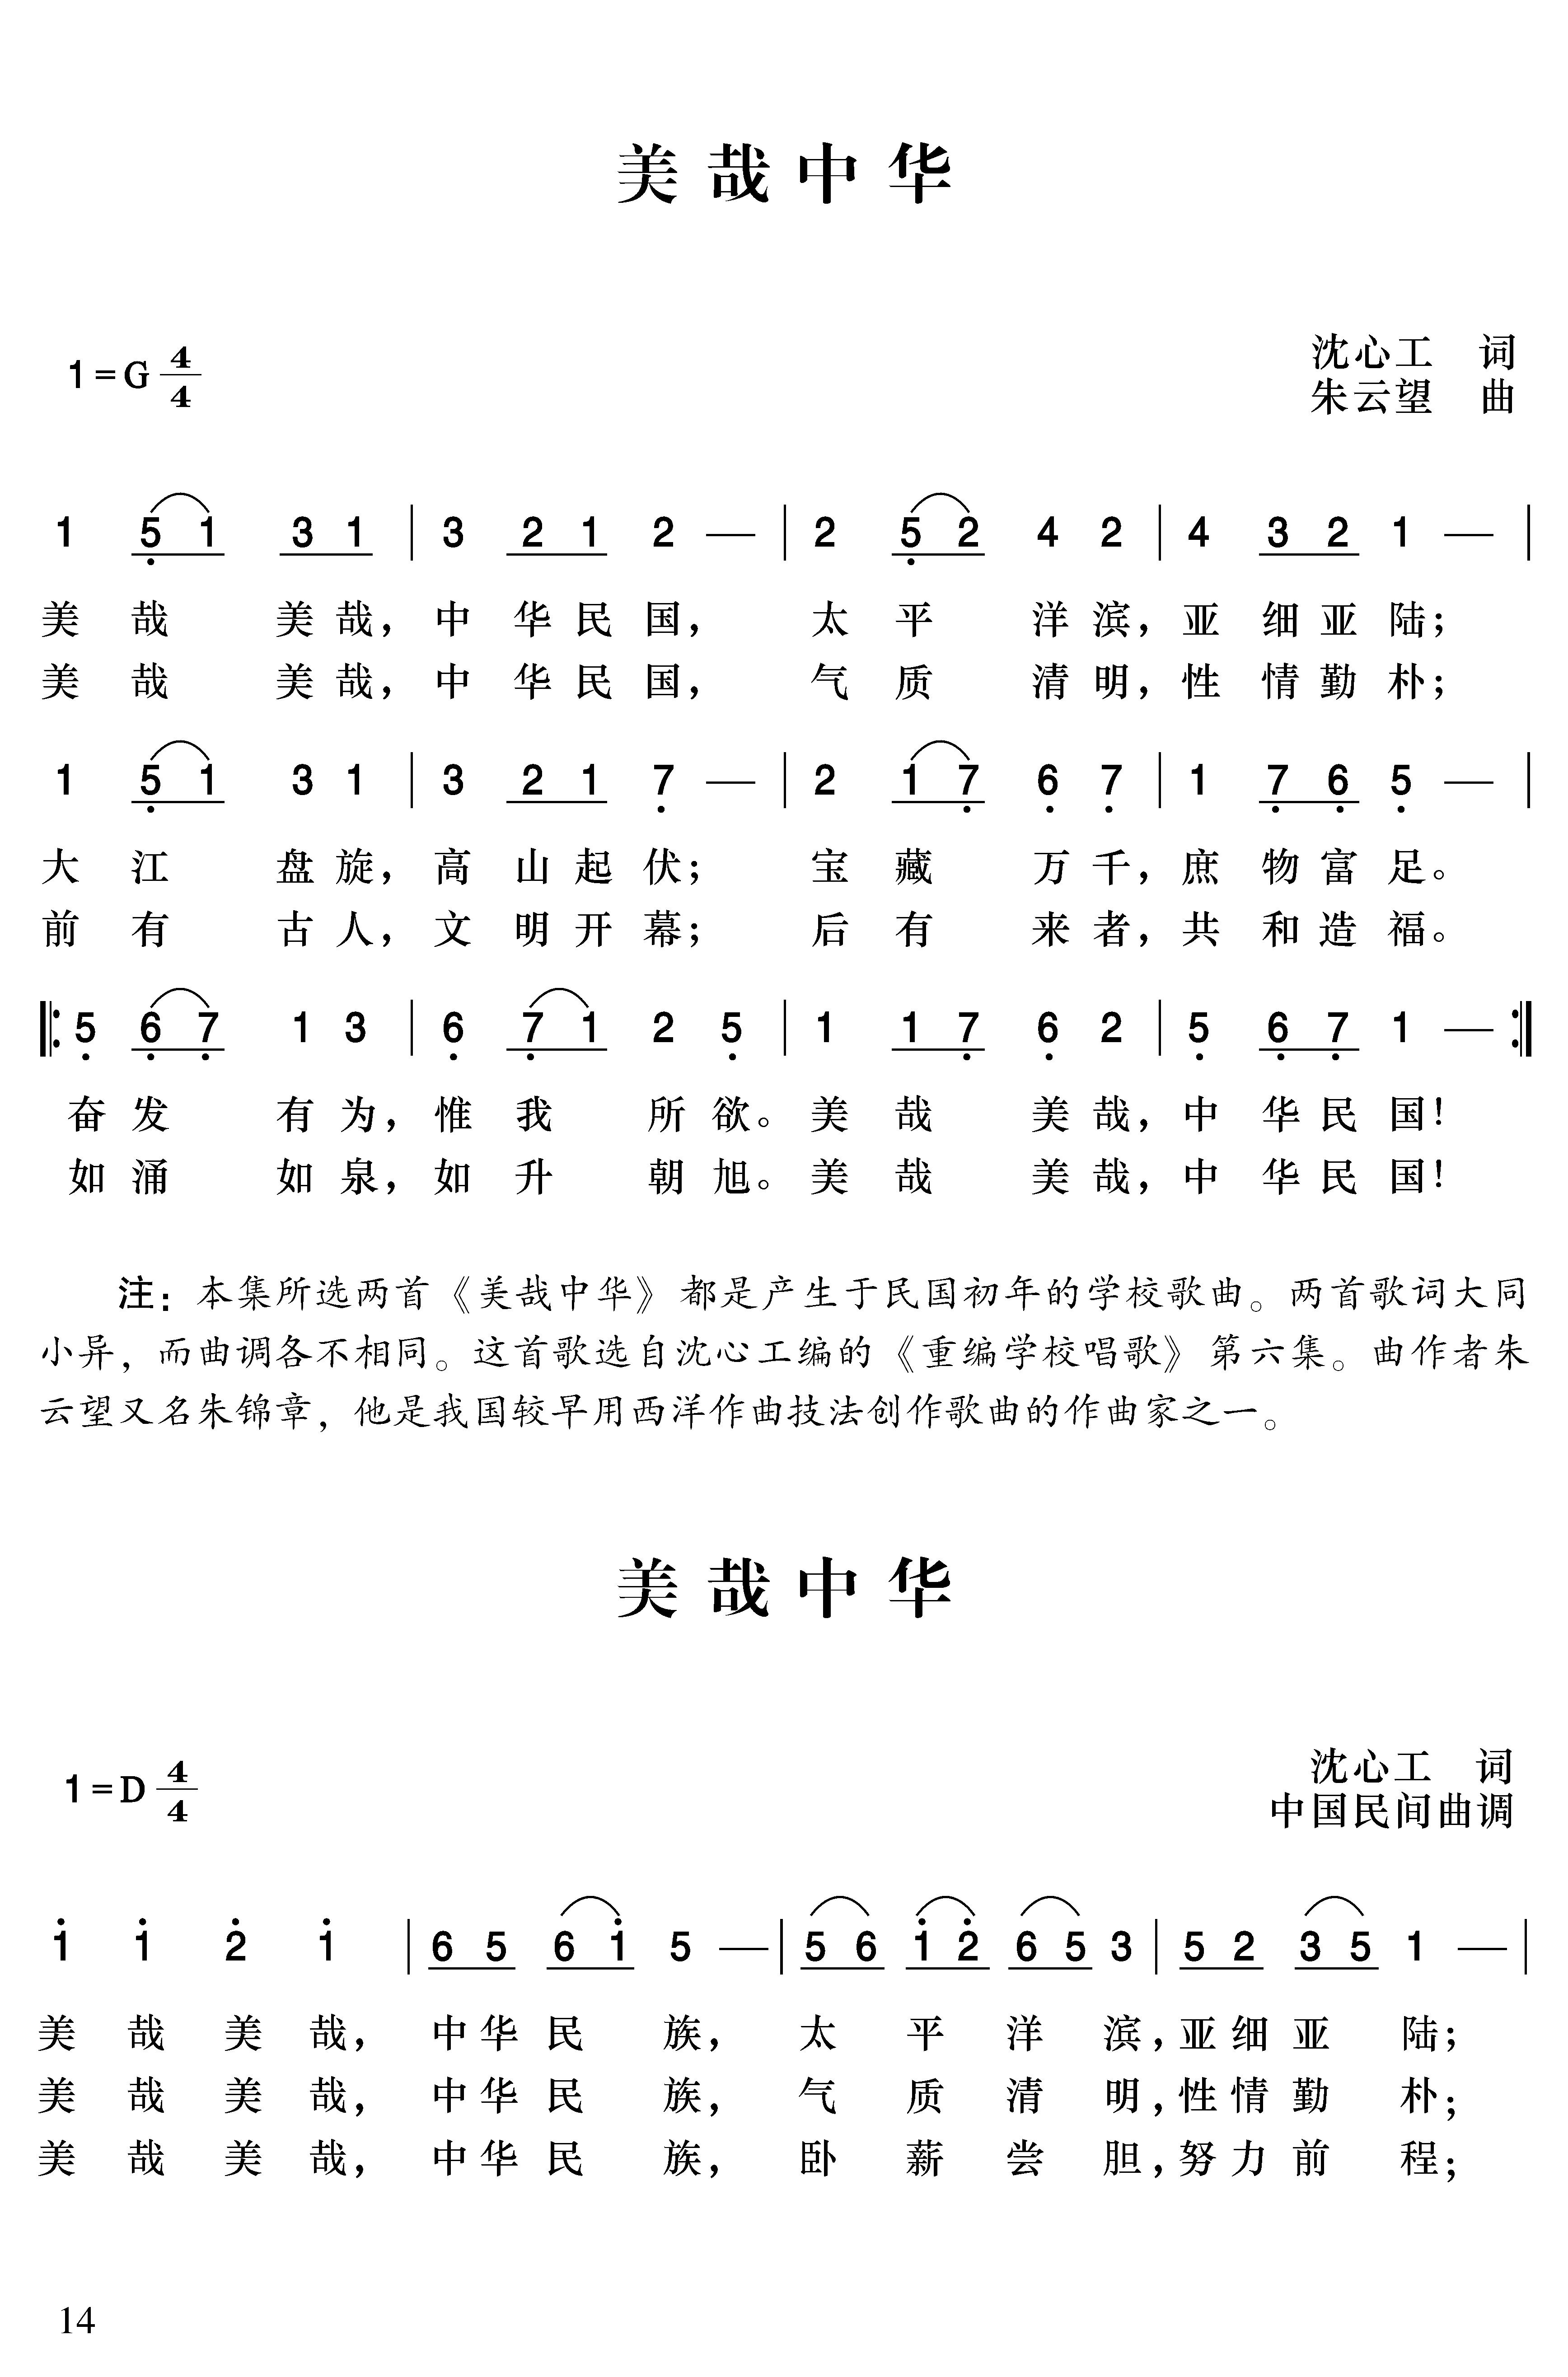 美哉中华
1=G 4/4
沈心工 词
朱云望 曲
1 5̣ 1 3 1 | 3 2 1 2 — | 2 5̣ 2 4 2 | 4 3 2 1 — |
美 哉 美 哉， 中 华 民 国， 太 平 洋 滨， 亚 细 亚 陆；
美 哉 美 哉， 中 华 民 国， 气 质 清 明， 性 情 勤 朴；
1 5̣ 1 3 1 | 3 2 1 7̣ — | 2 1 7̣ 6̣ 7̣ | 1 7̣ 6̣ 5̣ — |
大 江 盘 旋， 高 山 起 伏； 宝 藏 万 千， 庶 物 富 足。
前 有 古 人， 文 明 开 幕； 后 有 来 者， 共 和 造 福。
‖: 5̣ 6̣ 7̣ 1 3 | 6̣ 7̣ 1 2 5̣ | 1 1 7̣ 6̣ 2 | 5̣ 6̣ 7̣ 1 — :‖
奋 发 有 为， 惟 我 所 欲。 美 哉 美 哉， 中 华 民 国！
如 涌 如 泉， 如 升 朝 旭。 美 哉 美 哉， 中 华 民 国！
注：本集所选两首《美哉中华》都是产生于民国初年的学校歌曲。两首歌词大同
小异，而曲调各不相同。这首歌选自沈心工编的《重编学校唱歌》第六集。曲作者朱
云望又名朱锦章，他是我国较早用西洋作曲技法创作歌曲的作曲家之一。
美哉中华
1=D 4/4
沈心工 词
中国民间曲调
1̇ 1̇ 2̇ 1̇ | 6 5 6 1̇ 5 — | 5 6 1̇ 2̇ 6 5 3 | 5 2 3 5 1 — |
美 哉 美 哉， 中 华 民 族， 太 平 洋 滨， 亚 细 亚 陆；
美 哉 美 哉， 中 华 民 族， 气 质 清 明， 性 情 勤 朴；
美 哉 美 哉， 中 华 民 族， 卧 薪 尝 胆， 努 力 前 程；
14